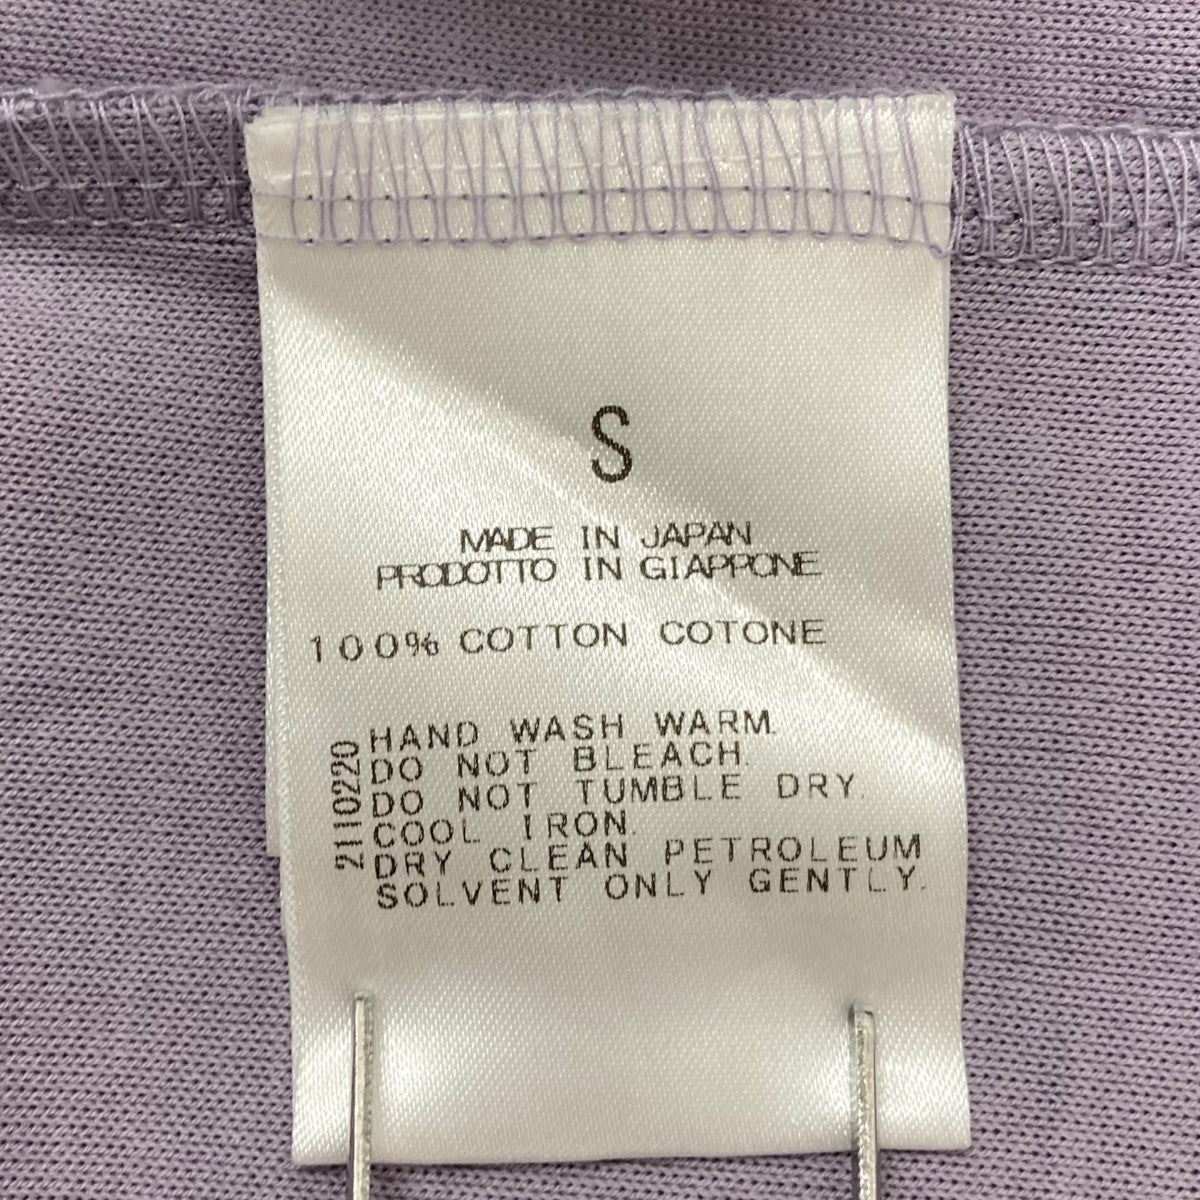 S
MADE IN JAPAN
PRODOTTO IN GIAPPONE
100% COTTON COTONE
HAND WASH WARM.
DO NOT BLEACH.
DO NOT TUMBLE DRY.
COOL IRON.
DRY CLEAN PETROLEUM
SOLVENT ONLY GENTLY.
2110220